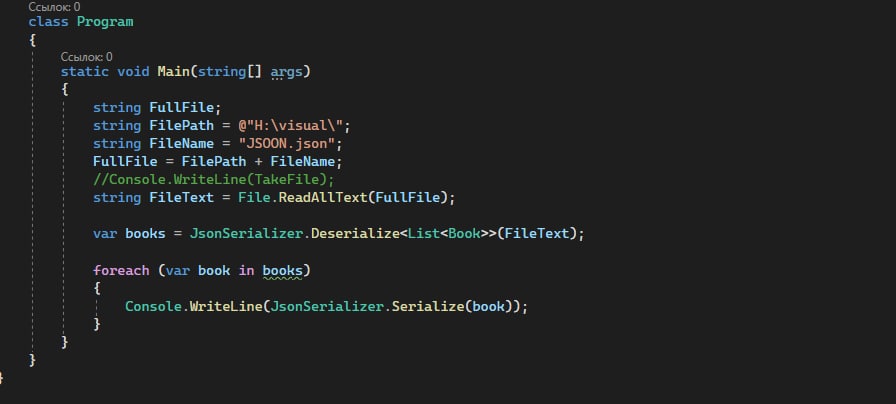 Ссылок: 0
class Program
{
Ссылок: 0
static void Main(string[] args)
{
string FullFile;
string FilePath = @"H:\visual\";
string FileName = "JSOON.json";
FullFile = FilePath + FileName;
//Console.WriteLine(TakeFile);
string FileText = File.ReadAllText(FullFile);
var books = JsonSerializer.Deserialize<List<Book>>(FileText);
foreach (var book in books)
{
Console.WriteLine(JsonSerializer.Serialize(book));
}
}
}
}